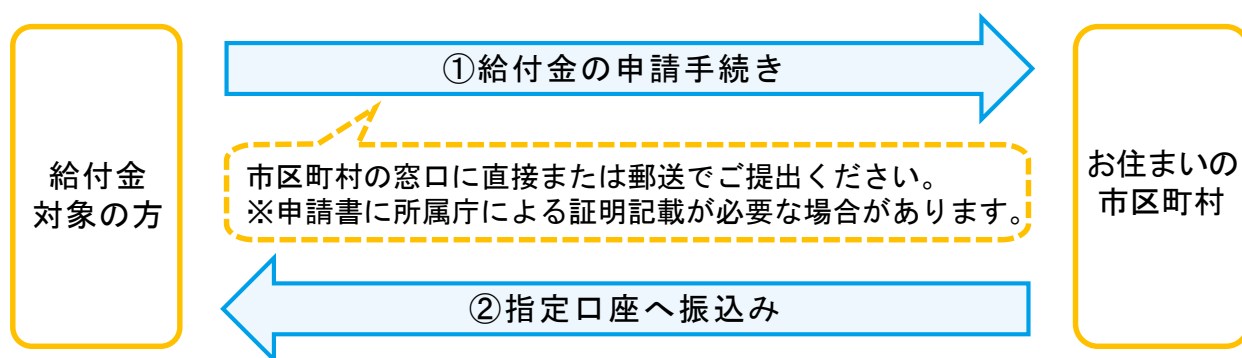 給付金
対象の方
①給付金の申請手続き
市区町村の窓口に直接または郵送でご提出ください。
※申請書に所属庁による証明記載が必要な場合があります。
②指定口座へ振込み
お住まいの
市区町村